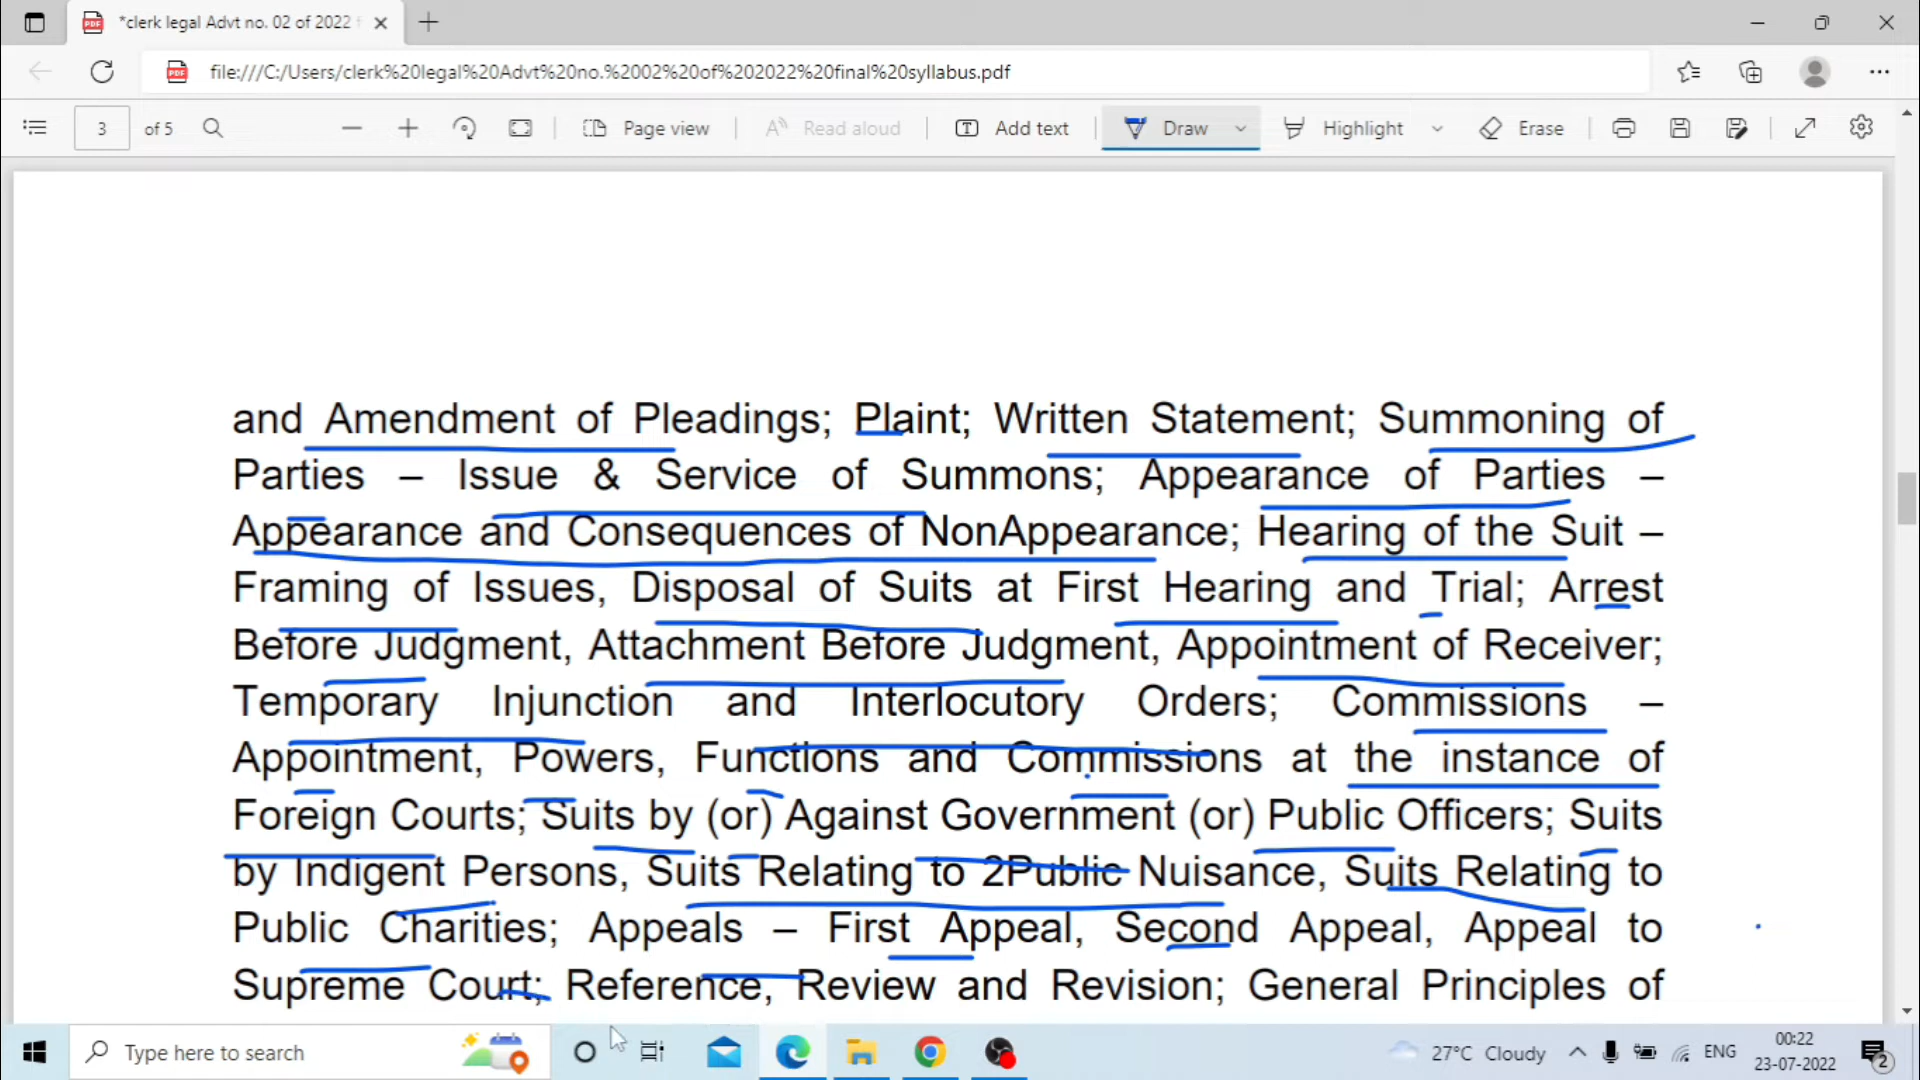 *clerk legal Advt no. 02 of 2022 f
file:///C:/Users/clerk%20legal%20Advt%20no.%2002%20of%202022%20final%20syllabus.pdf
3 of 5 Page view Read aloud Add text Draw Highlight Erase
and Amendment of Pleadings; Plaint; Written Statement; Summoning of
Parties – Issue & Service of Summons; Appearance of Parties –
Appearance and Consequences of NonAppearance; Hearing of the Suit –
Framing of Issues, Disposal of Suits at First Hearing and Trial; Arrest
Before Judgment, Attachment Before Judgment, Appointment of Receiver;
Temporary Injunction and Interlocutory Orders; Commissions –
Appointment, Powers, Functions and Commissions at the instance of
Foreign Courts; Suits by (or) Against Government (or) Public Officers; Suits
by Indigent Persons, Suits Relating to 2Public Nuisance, Suits Relating to
Public Charities; Appeals – First Appeal, Second Appeal, Appeal to
Supreme Court; Reference, Review and Revision; General Principles of
Type here to search 27°C Cloudy ENG 00:22
23-07-2022 2